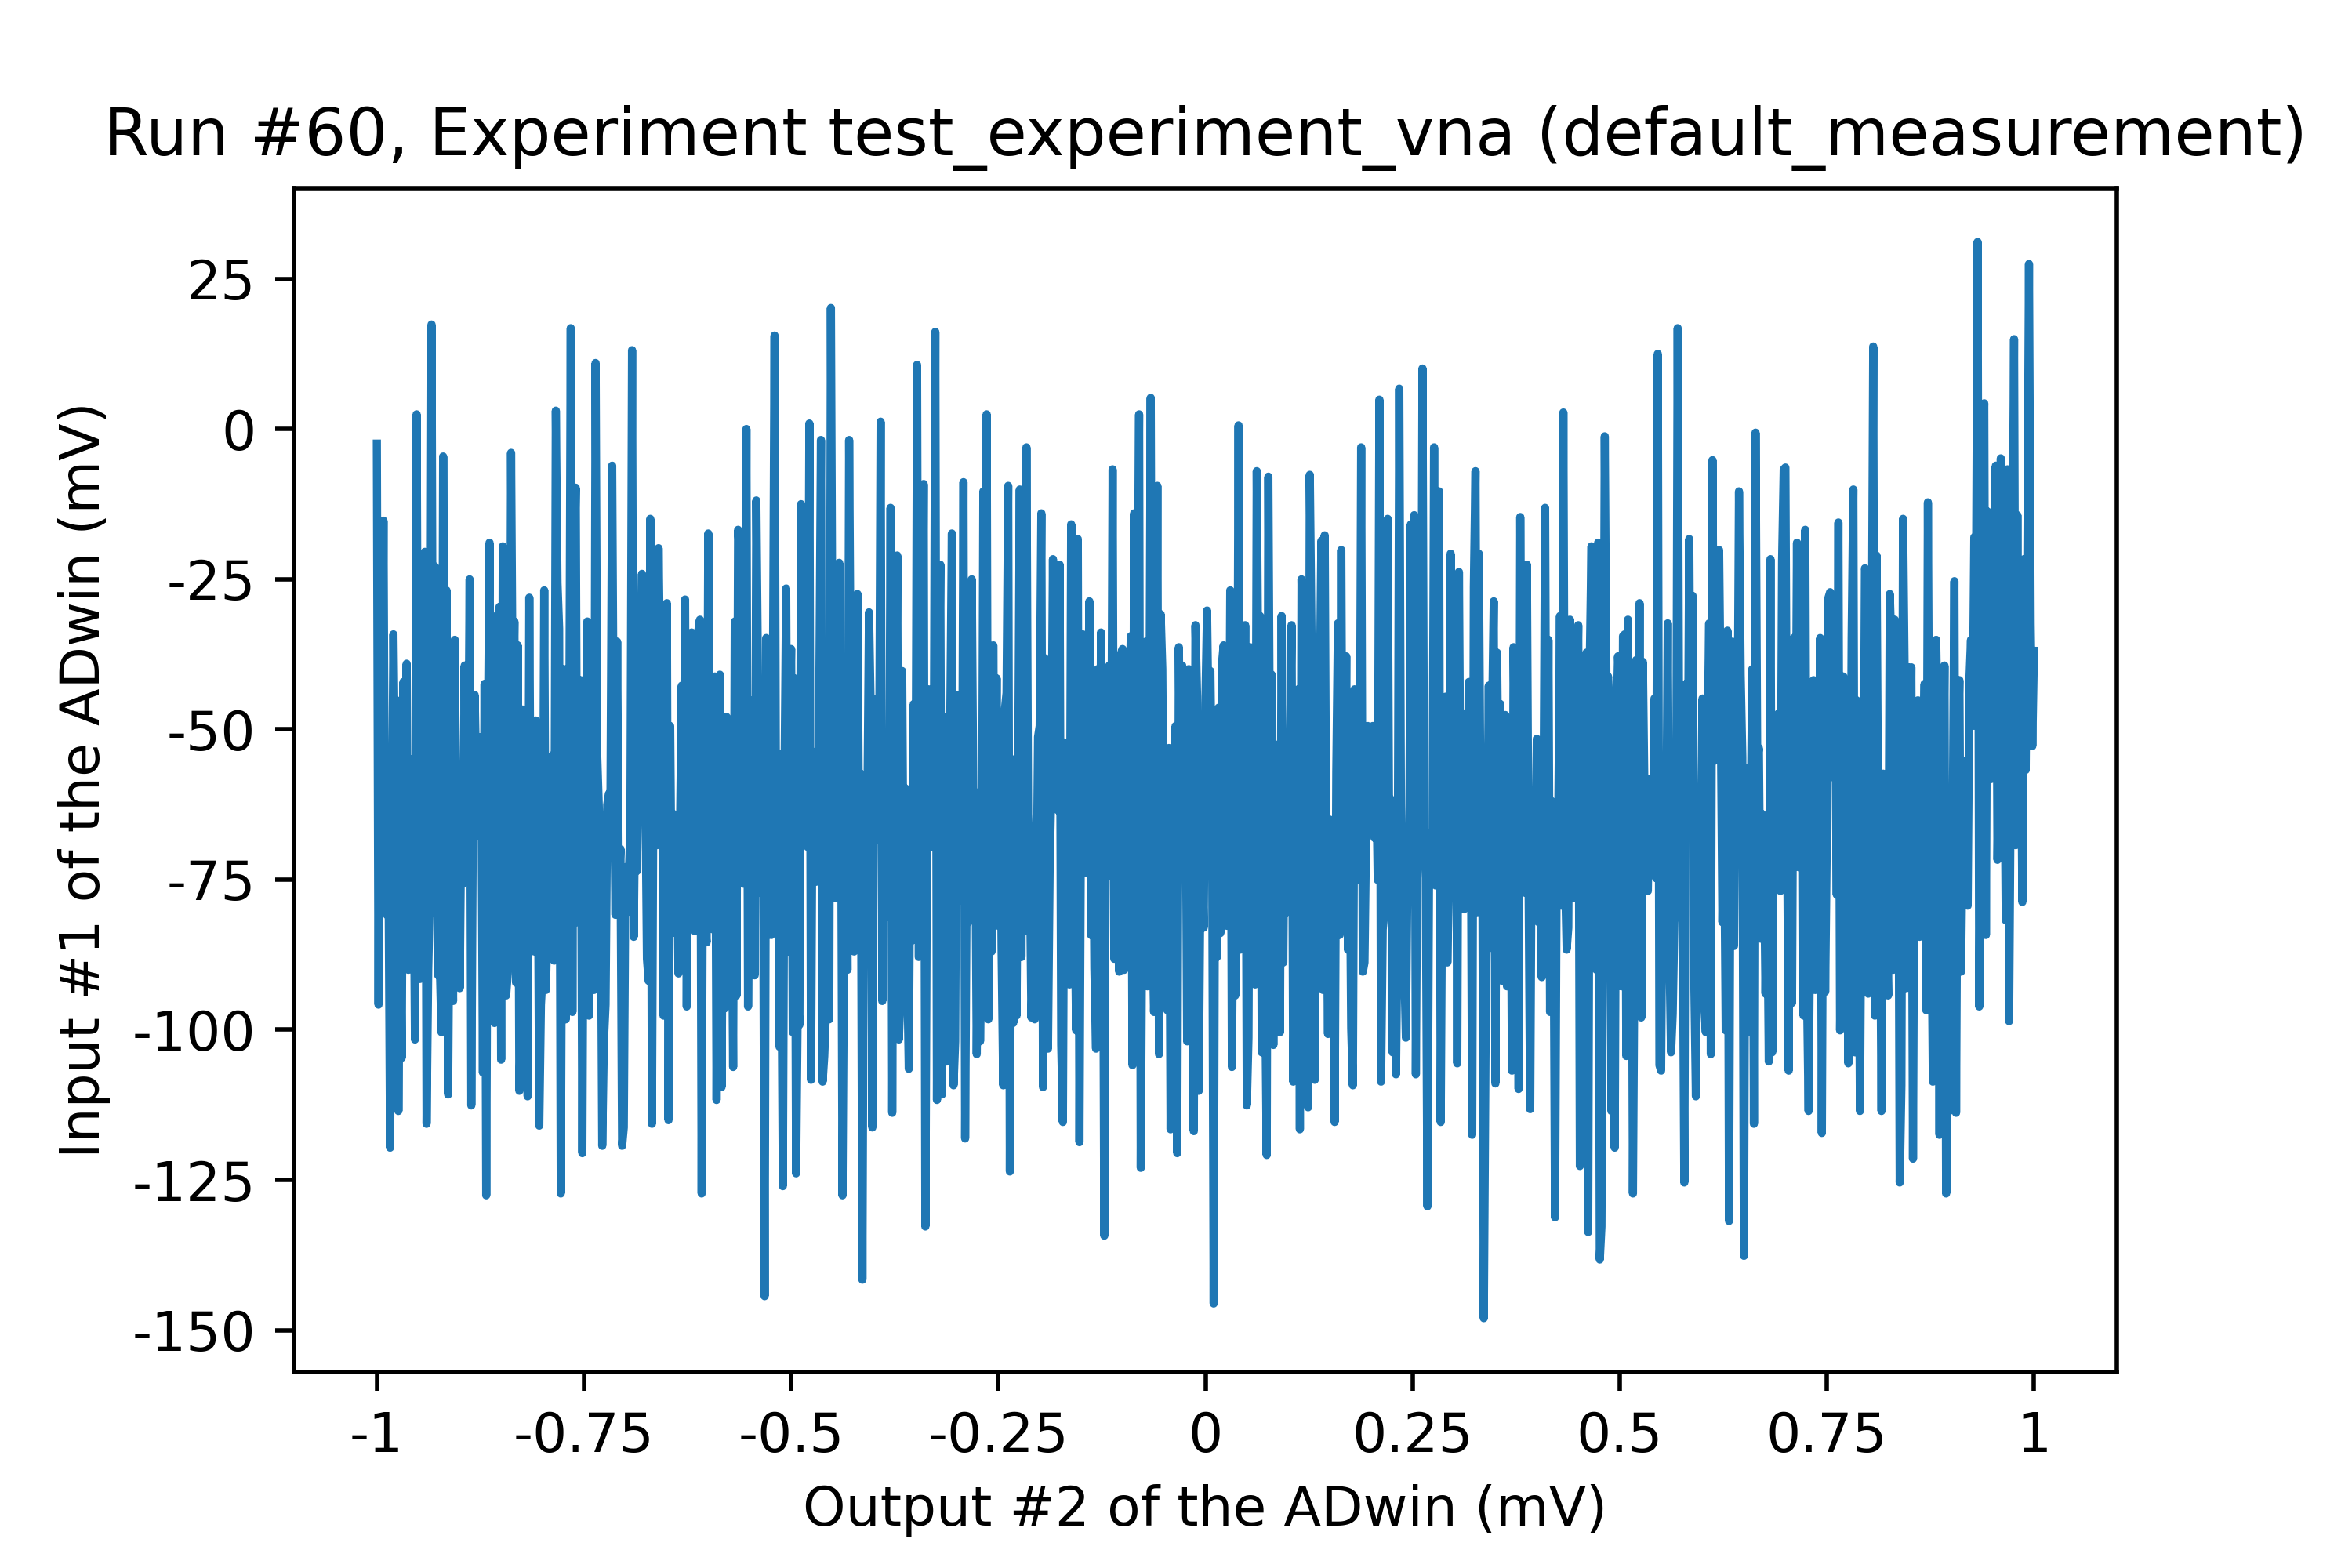 Run #60, Experiment test_experiment_vna (default_measurement)
Input #1 of the ADwin (mV)
25
0
-25
-50
-75
-100
-125
-150
-1 -0.75 -0.5 -0.25 0 0.25 0.5 0.75 1
Output #2 of the ADwin (mV)